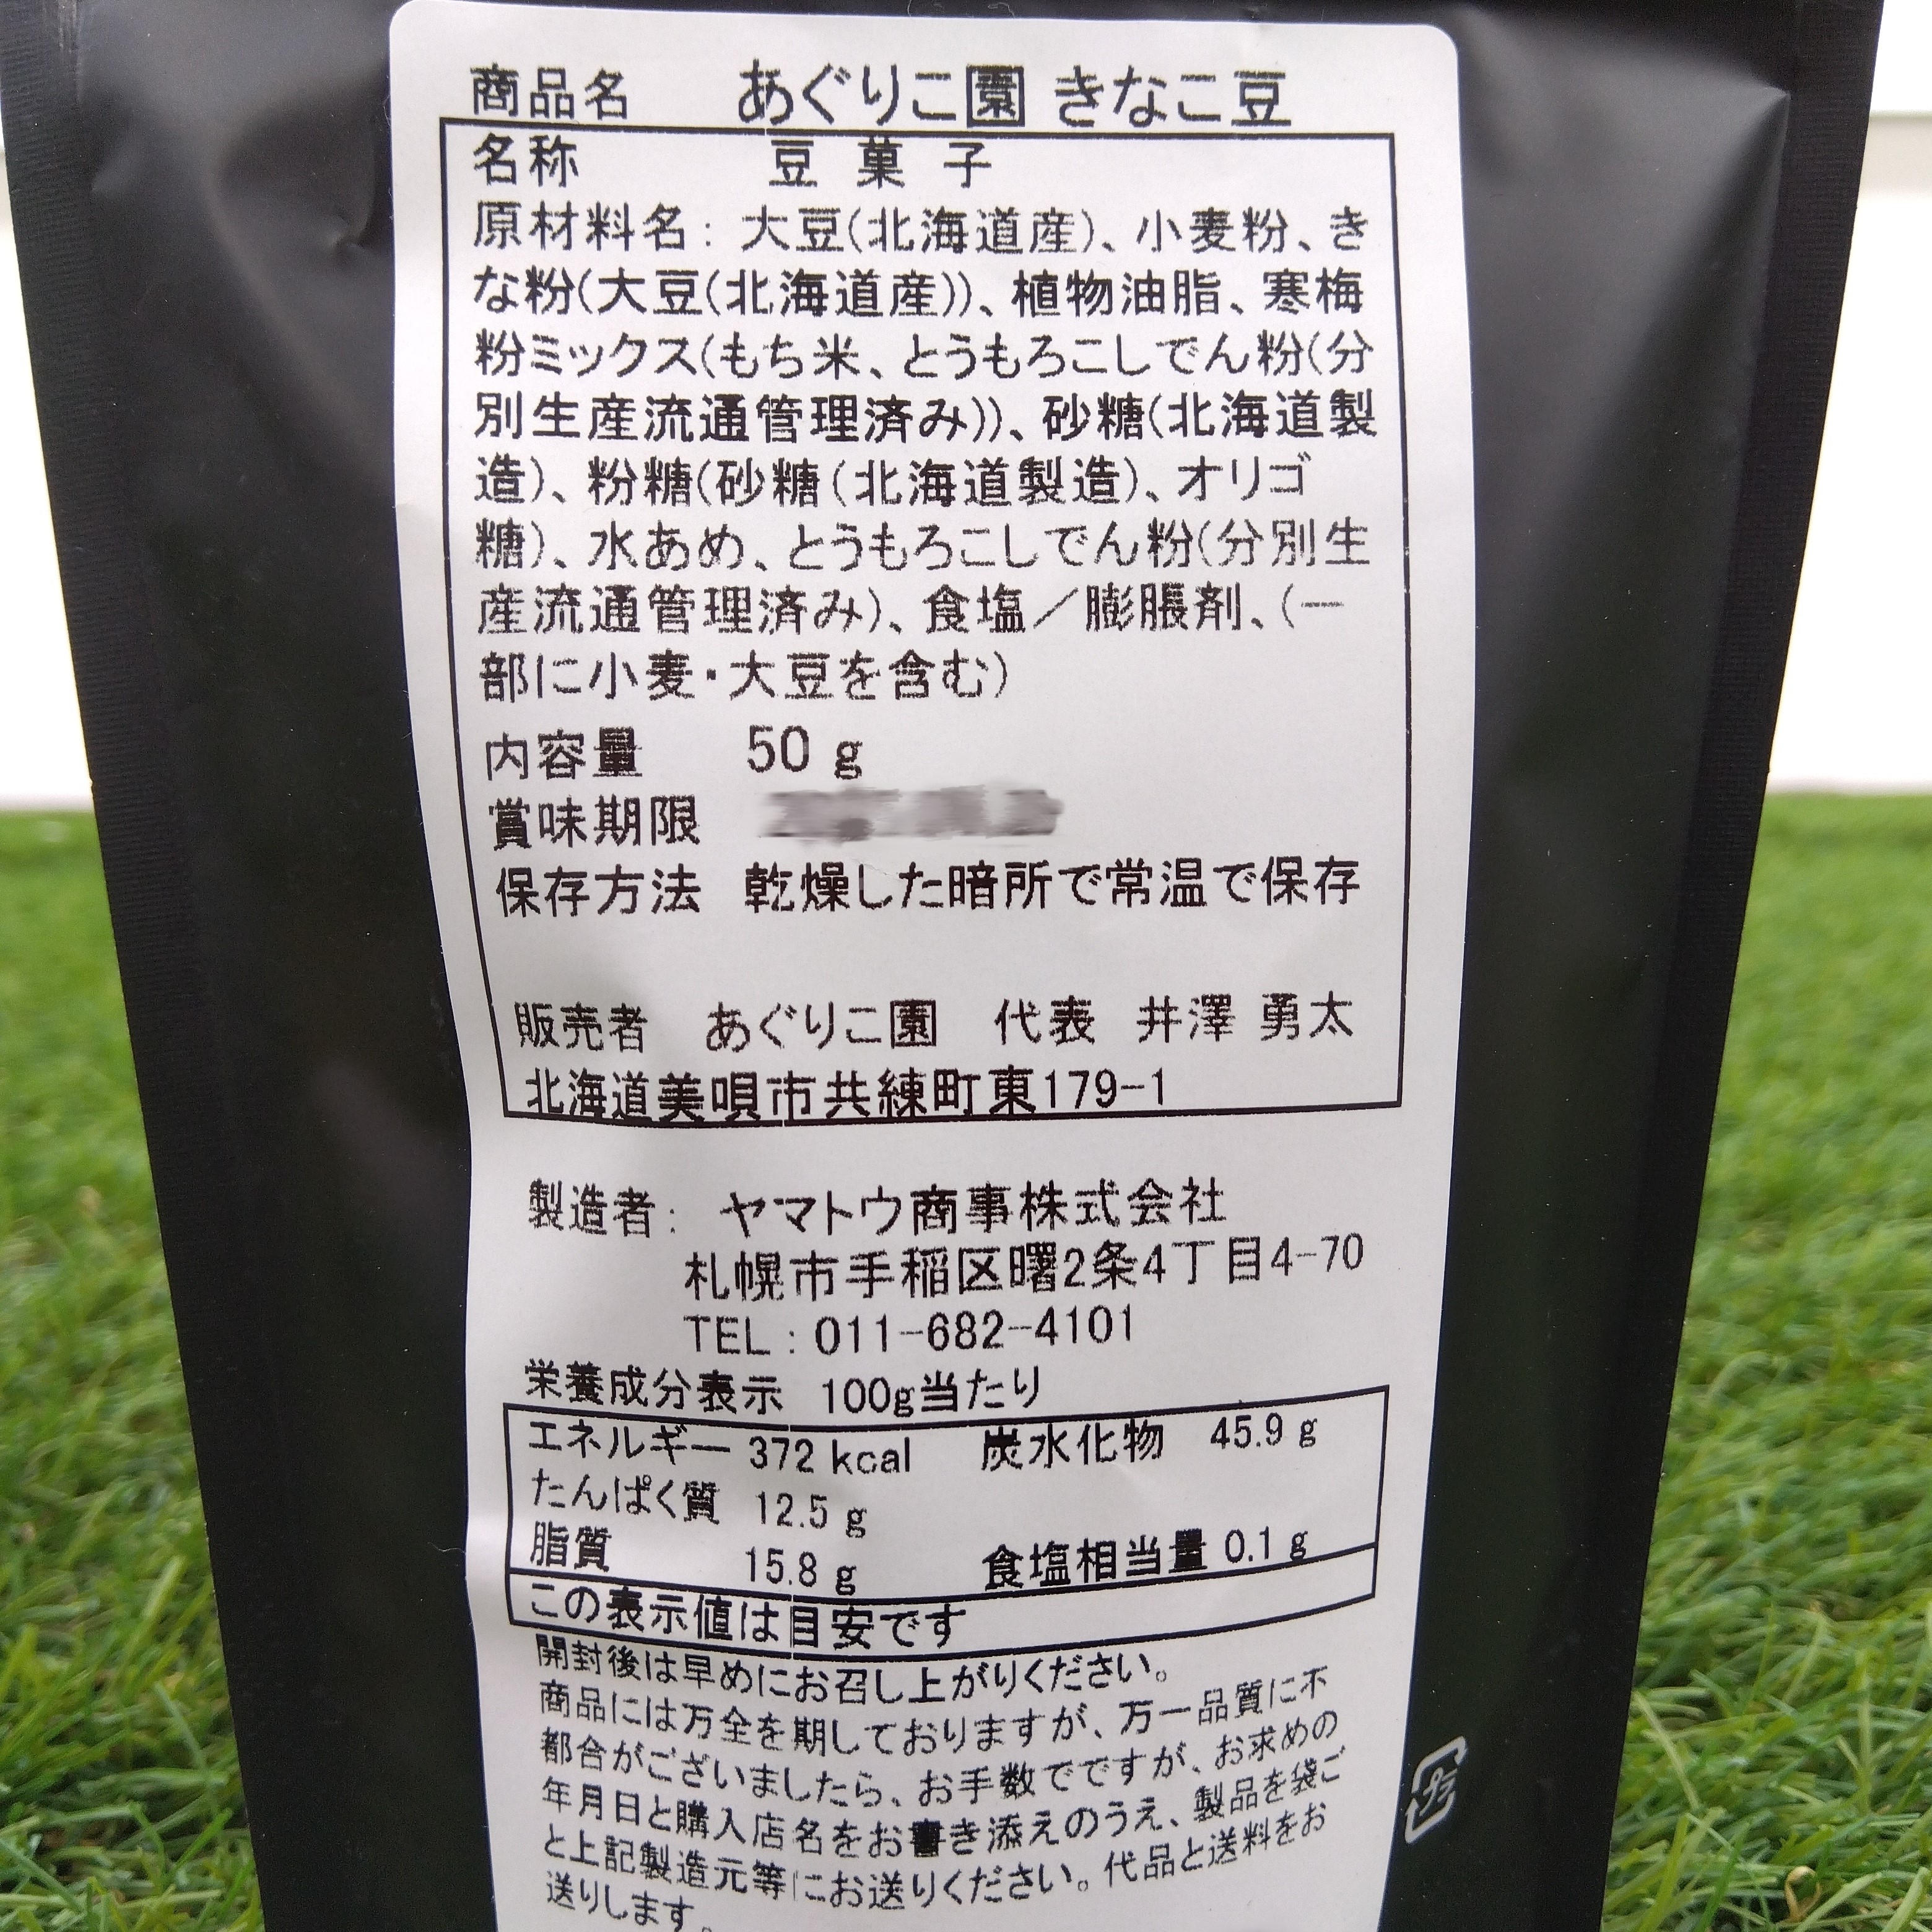 商品名 あぐりこ園 きなこ豆
名称 豆菓子
原材料名：大豆(北海道産)、小麦粉、き
な粉(大豆(北海道産))、植物油脂、寒梅
粉ミックス(もち米、とうもろこしでん粉(分
別生産流通管理済み))、砂糖(北海道製
造)、粉糖(砂糖(北海道製造)、オリゴ
糖)、水あめ、とうもろこしでん粉(分別生
産流通管理済み)、食塩／膨脹剤、(一
部に小麦・大豆を含む)
内容量 50 g
賞味期限
保存方法 乾燥した暗所で常温で保存
販売者 あぐりこ園 代表 井澤 勇太
北海道美唄市共練町東179-1
製造者：ヤマトウ商事株式会社
札幌市手稲区曙2条4丁目4-70
TEL：011-682-4101
栄養成分表示 100g当たり
エネルギー 372 kcal 炭水化物 45.9 g
たんぱく質 12.5 g
脂質 15.8 g 食塩相当量 0.1 g
この表示値は目安です
開封後は早めにお召し上がりください。
商品には万全を期しておりますが、万一品質に不
都合がございましたら、お手数でですが、お求めの
年月日と購入店名をお書き添えのうえ、製品を袋ご
と上記製造元等にお送りください。代品と送料をお
送りします。